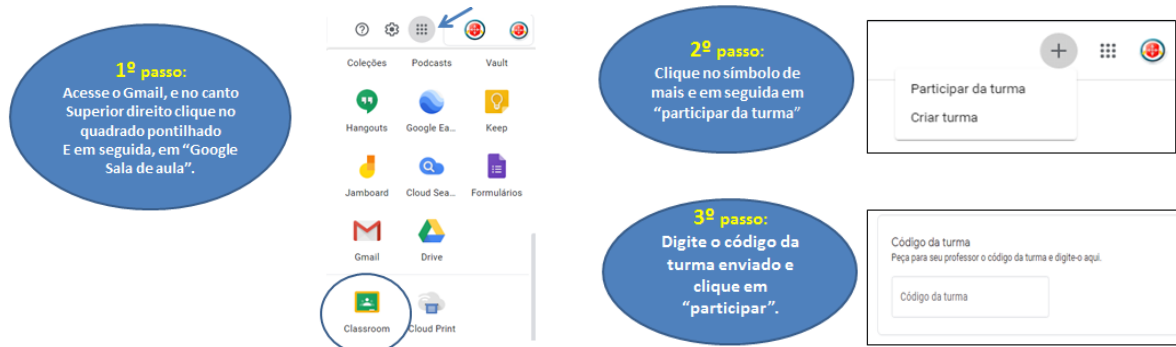 1º passo:
Acesse o Gmail, e no canto
Superior direito clique no
quadrado pontilhado
E em seguida, em “Google
Sala de aula”.
Coleções Podcasts Vault
Hangouts Google Ea... Keep
Jamboard Cloud Sea... Formulários
Gmail Drive
Classroom Cloud Print
2º passo:
Clique no símbolo de
mais e em seguida em
“participar da turma”
Participar da turma
Criar turma
3º passo:
Digite o código da
turma enviado e
clique em
“participar”.
Código da turma
Peça para seu professor o código da turma e digite-o aqui.
Código da turma